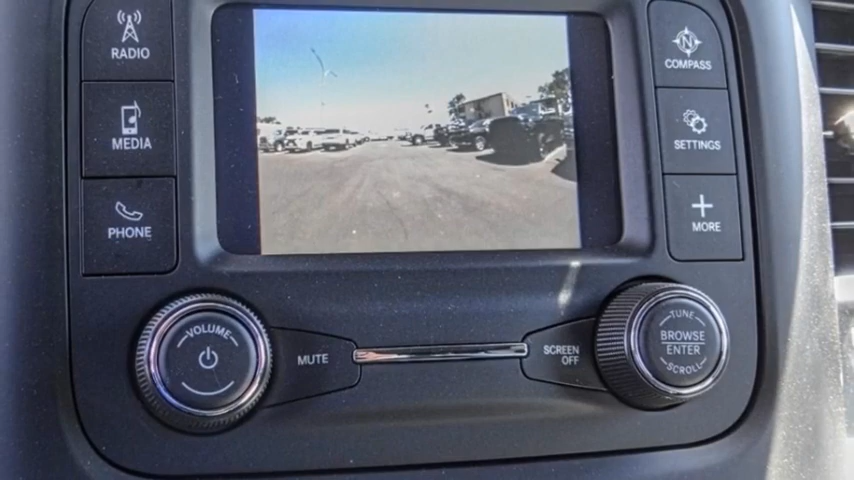 RADIO
MEDIA
PHONE
N
COMPASS
SETTINGS
MORE
VOLUME
MUTE
SCREEN
OFF
TUNE
BROWSE
ENTER
SCROLL